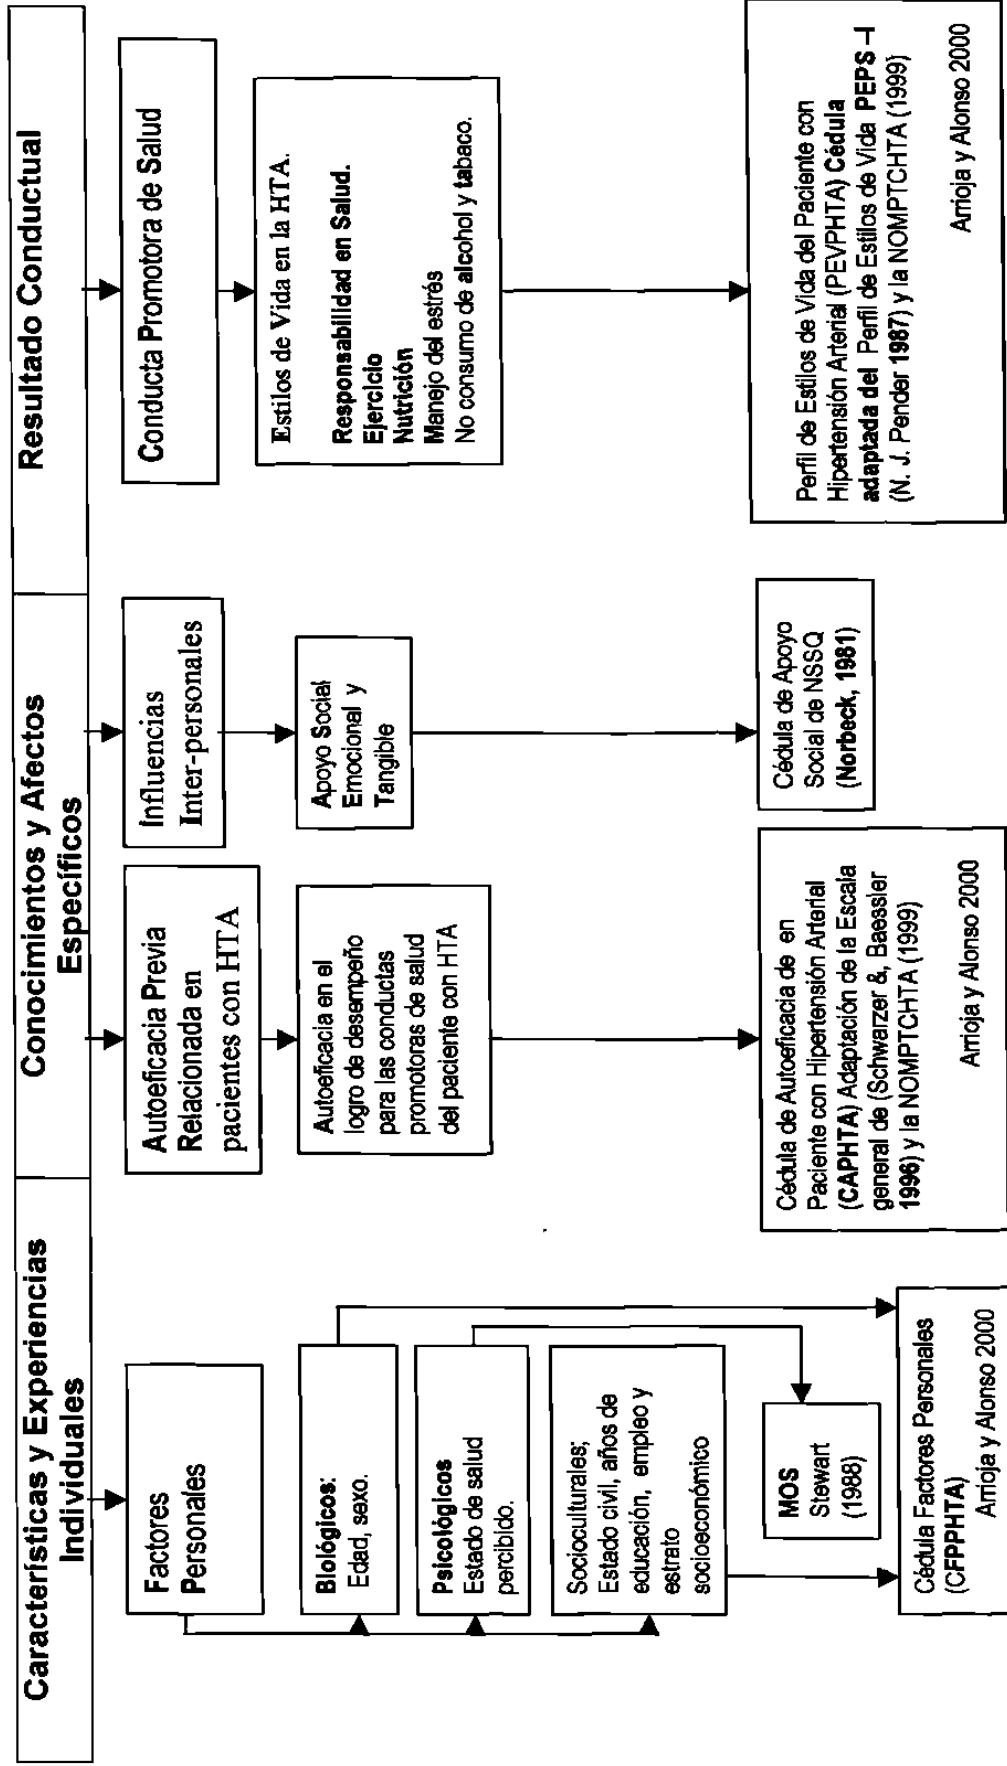 Características y Experiencias
Individuales
Conocimientos y Afectos
Específicos
Resultado Conductual
Factores
Personales
Biológicos:
Edad, sexo.
Psicológicos
Estado de salud
percibido.
Socioculturales;
Estado civil, años de
educación, empleo y
estrato
socioeconómico
MOS
Stewart
(1988)
Cédula Factores Personales
(CFPPHTA)
Arrioja y Alonso 2000
Autoeficacia Previa
Relacionada en
pacientes con HTA
Autoeficacia en el
logro de desempeño
para las conductas
promotoras de salud
del paciente con HTA
Cédula de Autoeficacia de en
Paciente con Hipertensión Arterial
(CAPHTA) Adaptación de la Escala
general de (Schwarzer &, Baessler
1996) y la NOMPTCHTA (1999)
Arrioja y Alonso 2000
Influencias
Inter-personales
Apoyo Social
Emocional y
Tangible
Cédula de Apoyo
Social de NSSQ
(Norbeck, 1981)
Conducta Promotora de Salud
Estilos de Vida en la HTA.
Responsabilidad en Salud.
Ejercicio
Nutrición
Manejo del estrés
No consumo de alcohol y tabaco.
Perfil de Estilos de Vida del Paciente con
Hipertensión Arterial (PEVPHTA) Cédula
adaptada del Perfil de Estilos de Vida PEPS –I
(N. J. Pender 1987) y la NOMPTCHTA (1999)
Arrioja y Alonso 2000